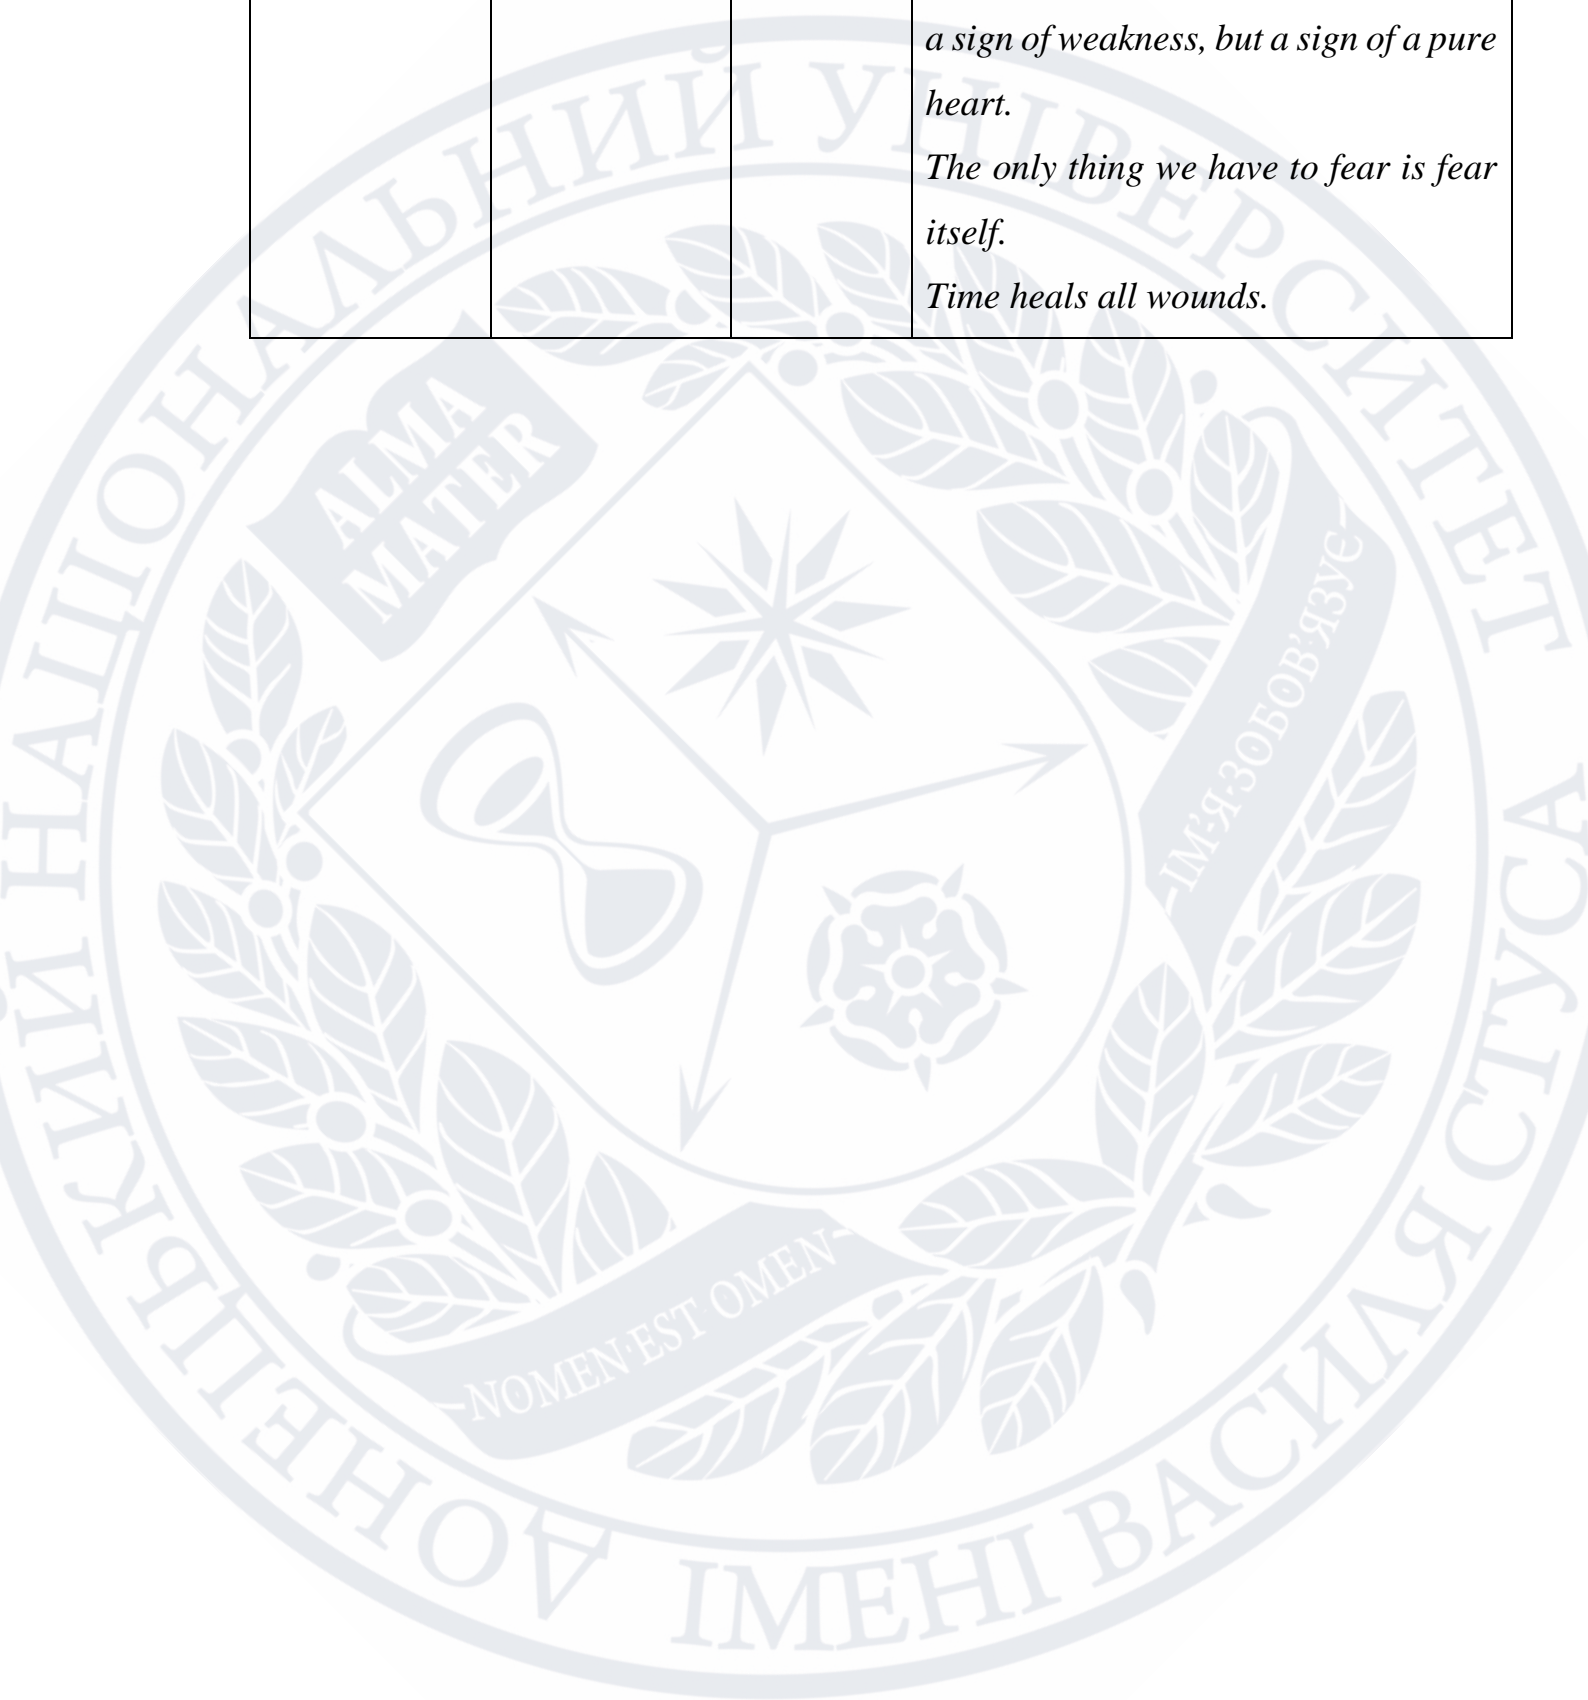 a sign of weakness, but a sign of a pure
heart.
The only thing we have to fear is fear
itself.
Time heals all wounds.
ДОНЕЦЬКИЙ НАЦІОНАЛЬНИЙ УНІВЕРСИТЕТ
ІМЕНІ ВАСИЛЯ СТУСА
ALMA
MATER
ІМ'Я·ЗОБОВ'ЯЗУЄ
NOMEN·EST·OMEN